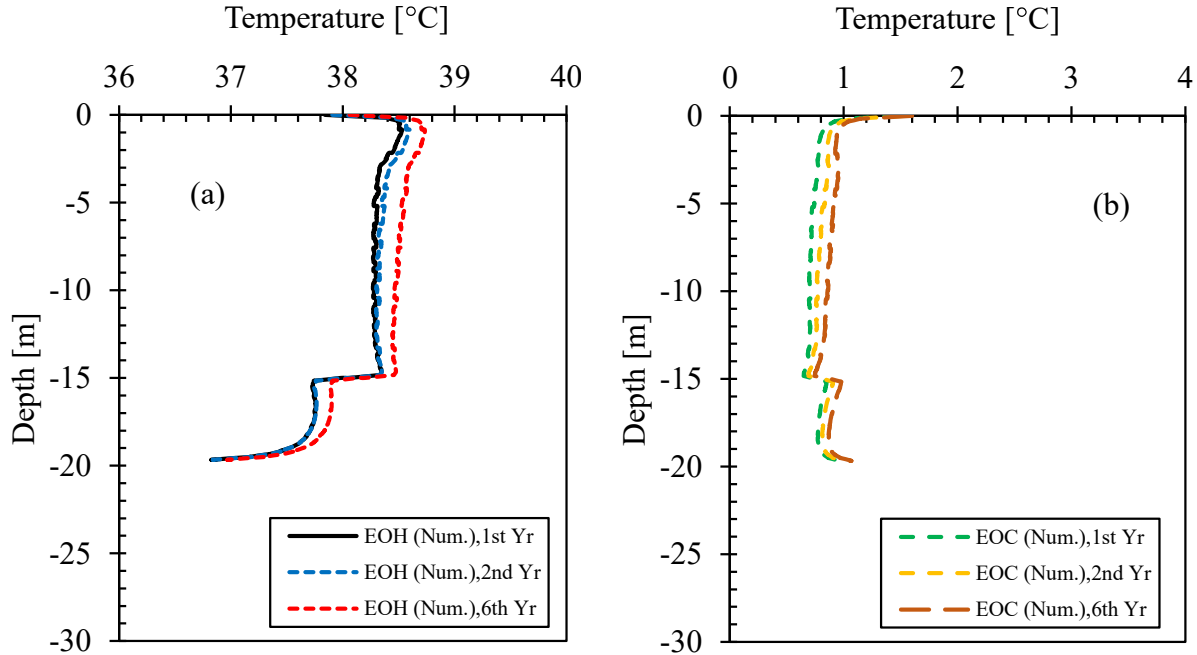 Temperature [°C]
36 37 38 39 40
0
-5
-10
-15
-20
-25
-30
Depth [m]
(a)
EOH (Num.),1st Yr
EOH (Num.),2nd Yr
EOH (Num.),6th Yr
Temperature [°C]
0 1 2 3 4
0
-5
-10
-15
-20
-25
-30
Depth [m]
(b)
EOC (Num.),1st Yr
EOC (Num.),2nd Yr
EOC (Num.),6th Yr